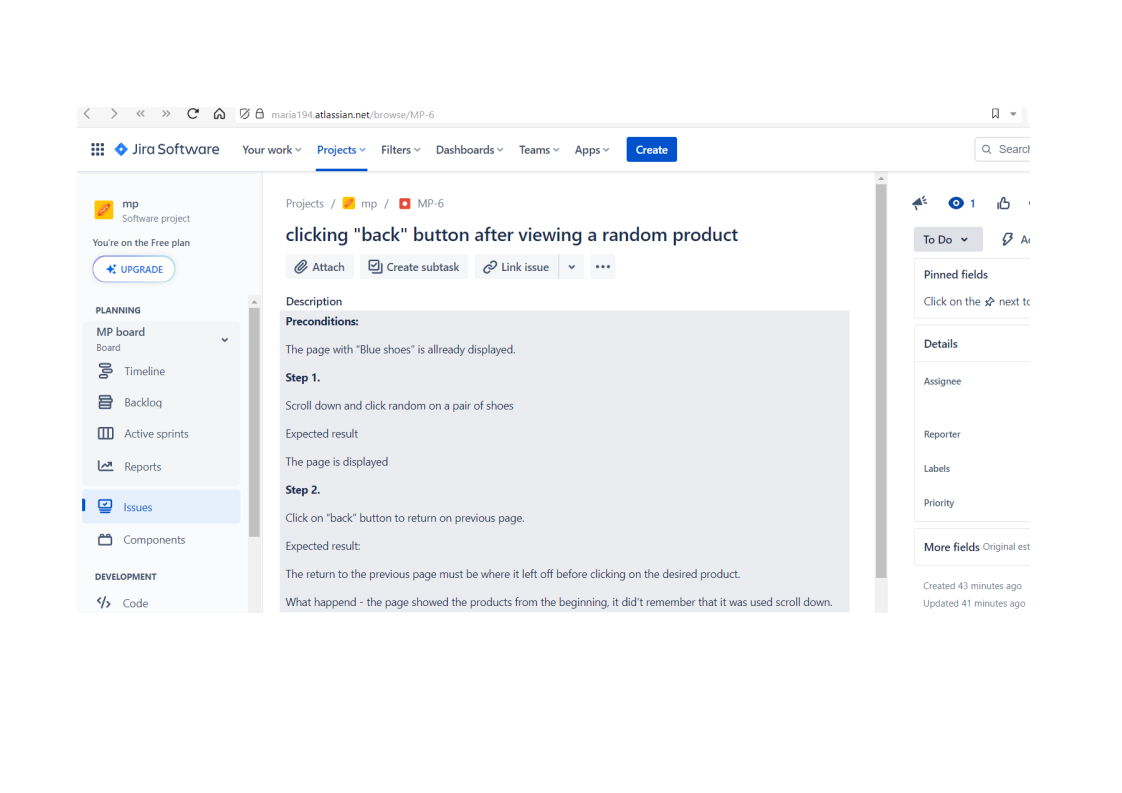 maria194.atlassian.net/browse/MP-6
Jira Software Your work Projects Filters Dashboards Teams Apps Create Search
mp
Software project
You're on the Free plan
UPGRADE
PLANNING
MP board
Board
Timeline
Backlog
Active sprints
Reports
Issues
Components
DEVELOPMENT
Code
Projects / mp / MP-6
clicking "back" button after viewing a random product
Attach Create subtask Link issue
Description
Preconditions:
The page with “Blue shoes” is allready displayed.
Step 1.
Scroll down and click random on a pair of shoes
Expected result
The page is displayed
Step 2.
Click on “back” button to return on previous page.
Expected result:
The return to the previous page must be where it left off before clicking on the desired product.
What happend - the page showed the products from the beginning, it did't remember that it was used scroll down.
1
To Do
Pinned fields
Click on the next to
Details
Assignee
Reporter
Labels
Priority
More fields Original est
Created 43 minutes ago
Updated 41 minutes ago